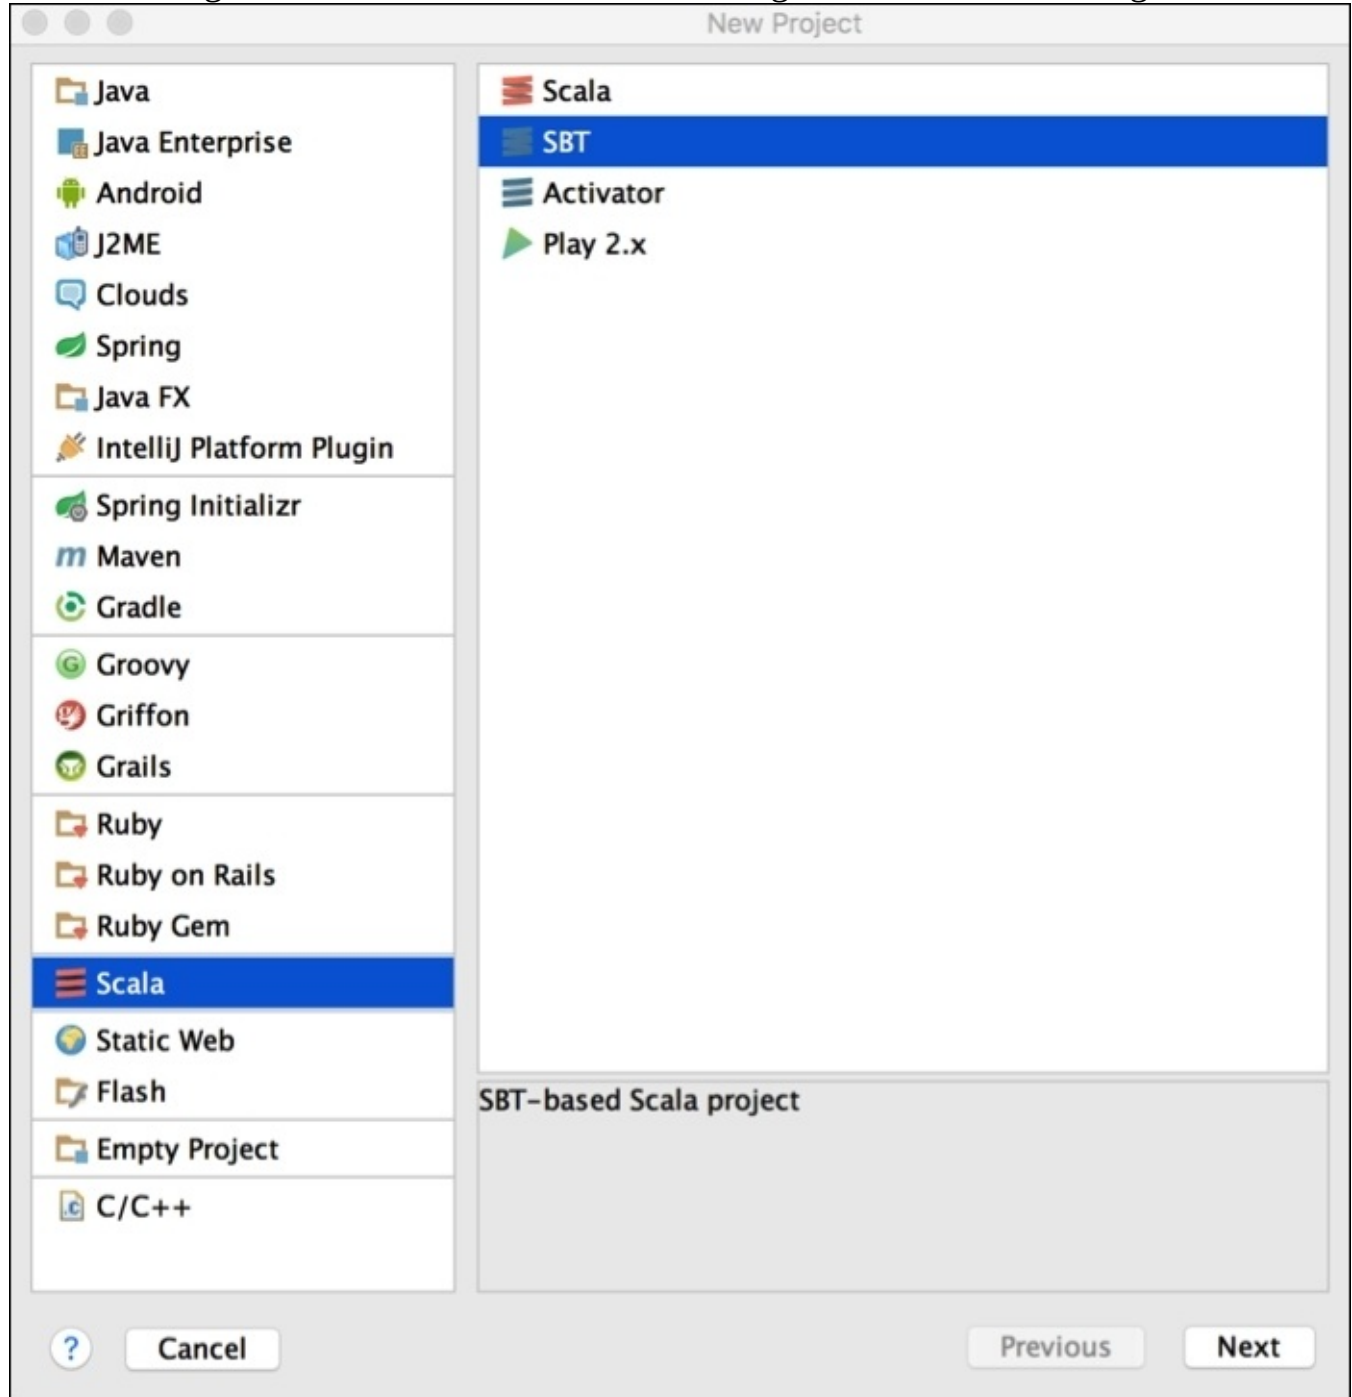 New Project
Java
Java Enterprise
Android
J2ME
Clouds
Spring
Java FX
IntelliJ Platform Plugin
Spring Initializr
m Maven
Gradle
G Groovy
Griffon
Grails
Ruby
Ruby on Rails
Ruby Gem
Scala
Static Web
Flash
Empty Project
.c C/C++
Scala
SBT
Activator
Play 2.x
SBT-based Scala project
? Cancel Previous Next